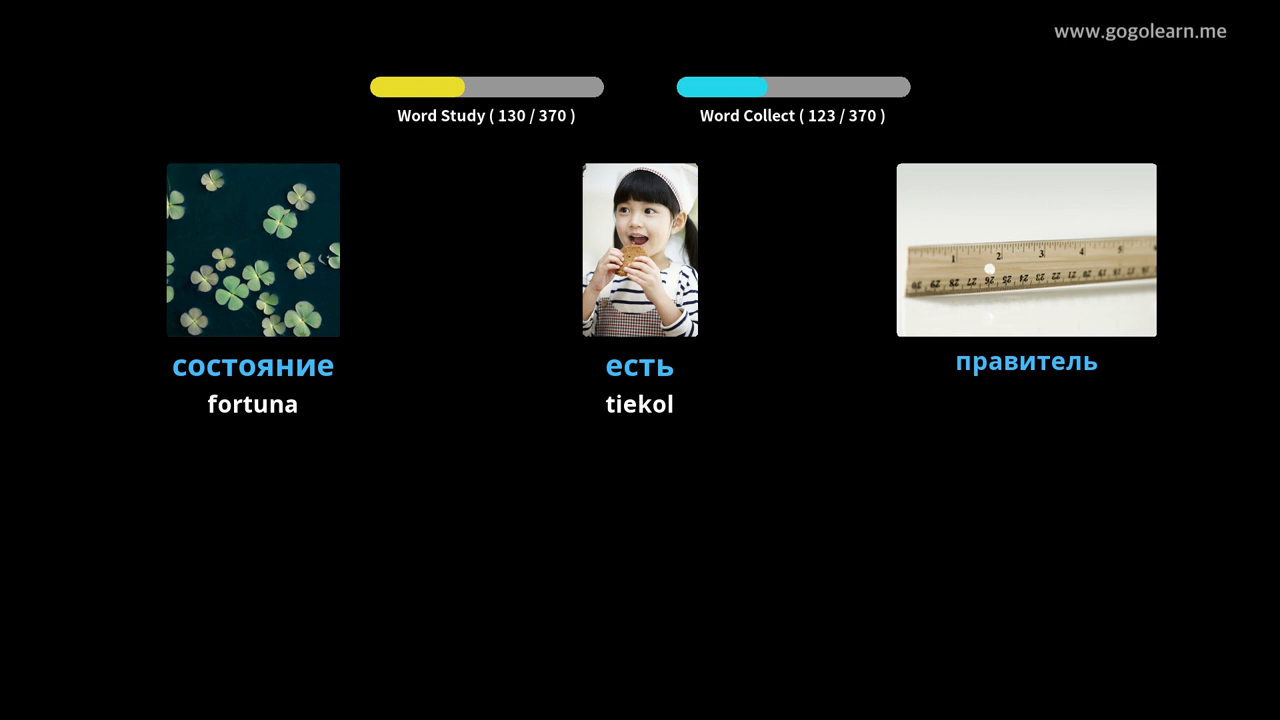 www.gogolearn.me
Word Study ( 130 / 370 )
Word Collect ( 123 / 370 )
состояние
fortuna
есть
tiekol
правитель